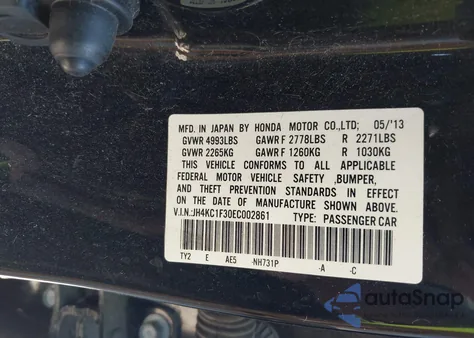 MFD. IN JAPAN BY HONDA MOTOR CO.,LTD; 05/'13
GVWR 4993LBS GAWR F 2778LBS R 2271LBS
GVWR 2265KG GAWR F 1260KG R 1030KG
THIS VEHICLE CONFORMS TO ALL APPLICABLE
FEDERAL MOTOR VEHICLE SAFETY ,BUMPER,
AND THEFT PREVENTION STANDARDS IN EFFECT
ON THE DATE OF MANUFACTURE SHOWN ABOVE.
V.I.N.:JH4KC1F30EC002861 TYPE: PASSENGER CAR
TY2 E AE5 -NH731P -A -C
autoSnap